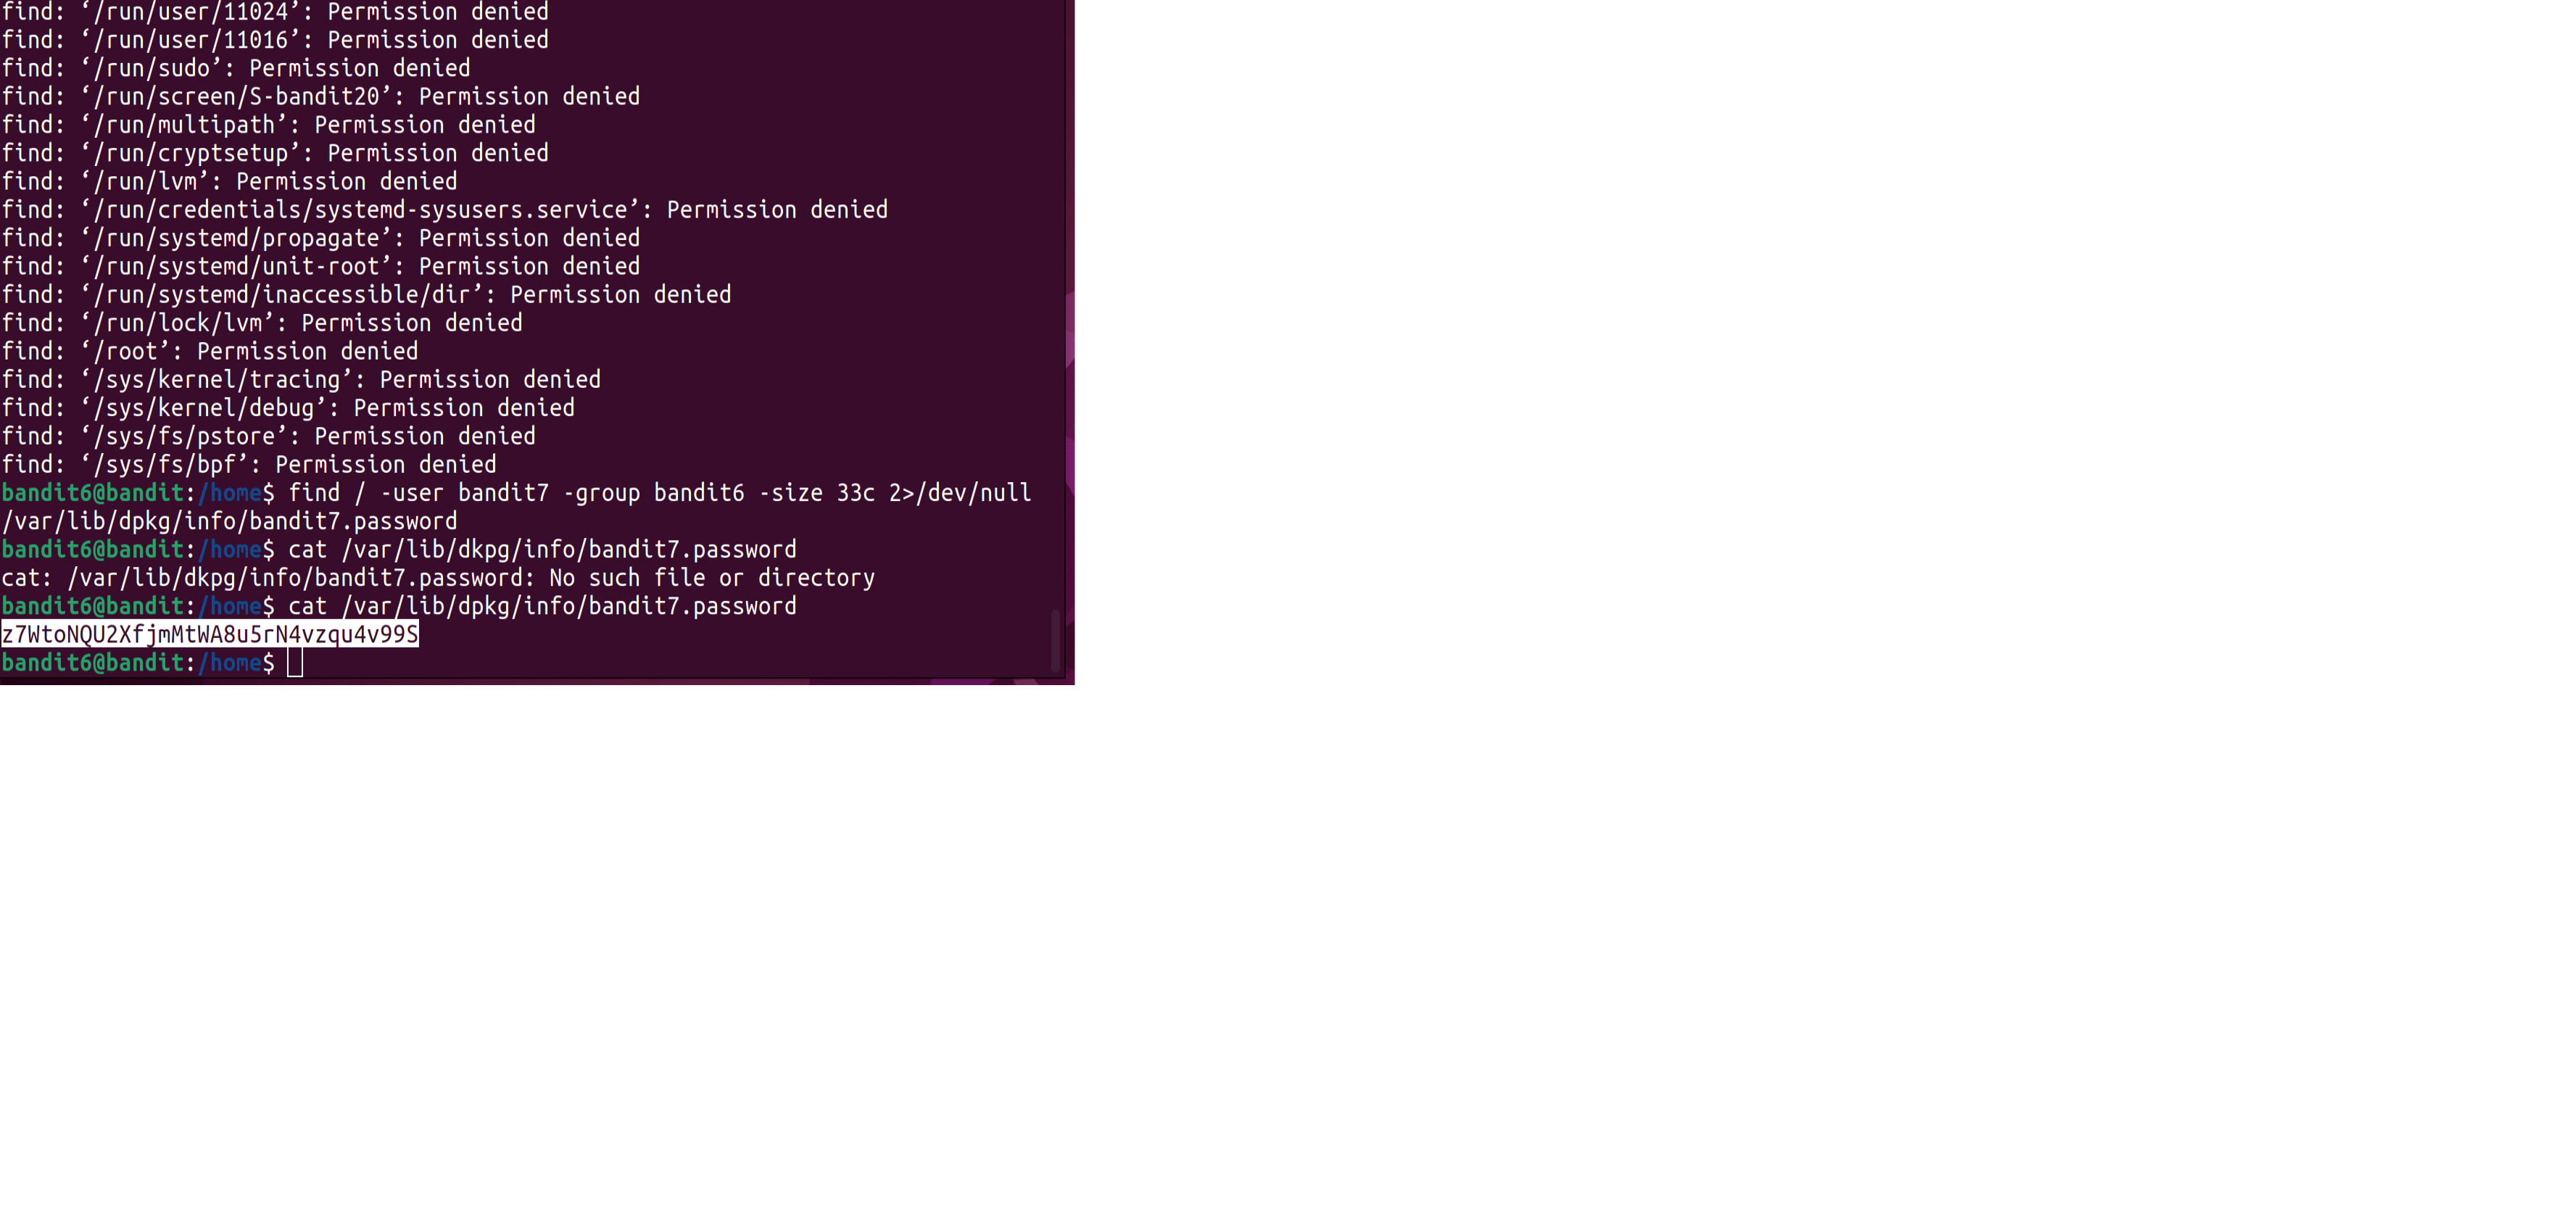 find: ‘/run/user/11024’: Permission denied
find: ‘/run/user/11016’: Permission denied
find: ‘/run/sudo’: Permission denied
find: ‘/run/screen/S-bandit20’: Permission denied
find: ‘/run/multipath’: Permission denied
find: ‘/run/cryptsetup’: Permission denied
find: ‘/run/lvm’: Permission denied
find: ‘/run/credentials/systemd-sysusers.service’: Permission denied
find: ‘/run/systemd/propagate’: Permission denied
find: ‘/run/systemd/unit-root’: Permission denied
find: ‘/run/systemd/inaccessible/dir’: Permission denied
find: ‘/run/lock/lvm’: Permission denied
find: ‘/root’: Permission denied
find: ‘/sys/kernel/tracing’: Permission denied
find: ‘/sys/kernel/debug’: Permission denied
find: ‘/sys/fs/pstore’: Permission denied
find: ‘/sys/fs/bpf’: Permission denied
bandit6@bandit:/home$ find / -user bandit7 -group bandit6 -size 33c 2>/dev/null
/var/lib/dpkg/info/bandit7.password
bandit6@bandit:/home$ cat /var/lib/dkpg/info/bandit7.password
cat: /var/lib/dkpg/info/bandit7.password: No such file or directory
bandit6@bandit:/home$ cat /var/lib/dpkg/info/bandit7.password
z7WtoNQU2XfjmMtWA8u5rN4vzqu4v99S
bandit6@bandit:/home$